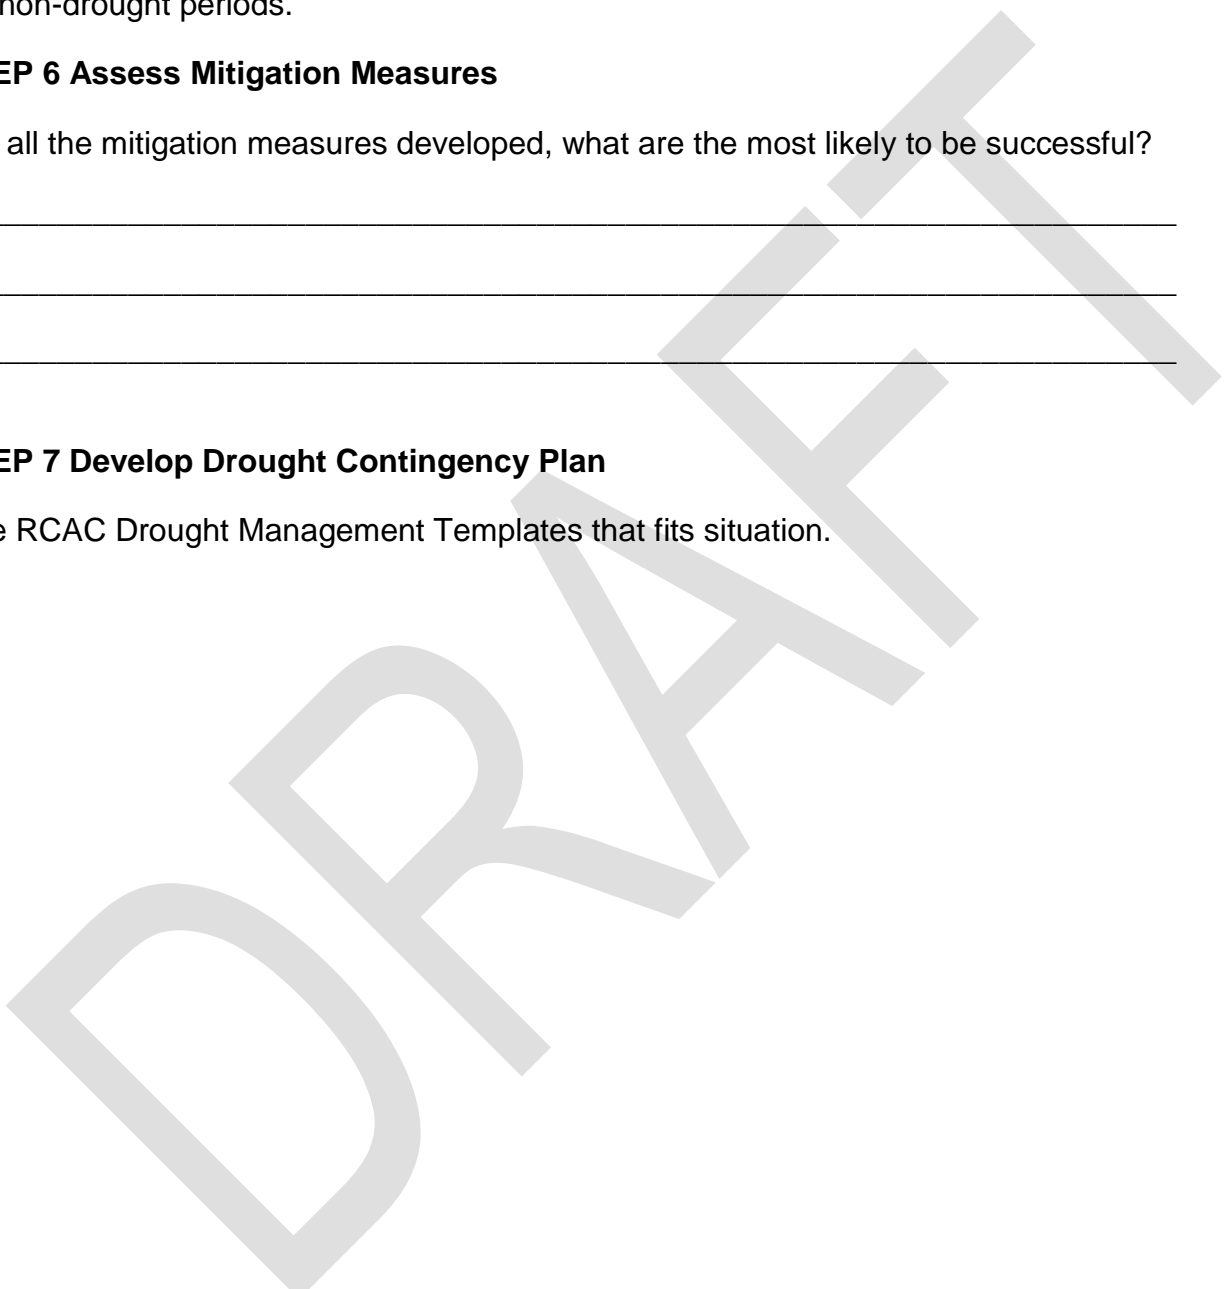 non-drought periods.
EP 6 Assess Mitigation Measures
all the mitigation measures developed, what are the most likely to be successful?
EP 7 Develop Drought Contingency Plan
e RCAC Drought Management Templates that fits situation.
DRAFT